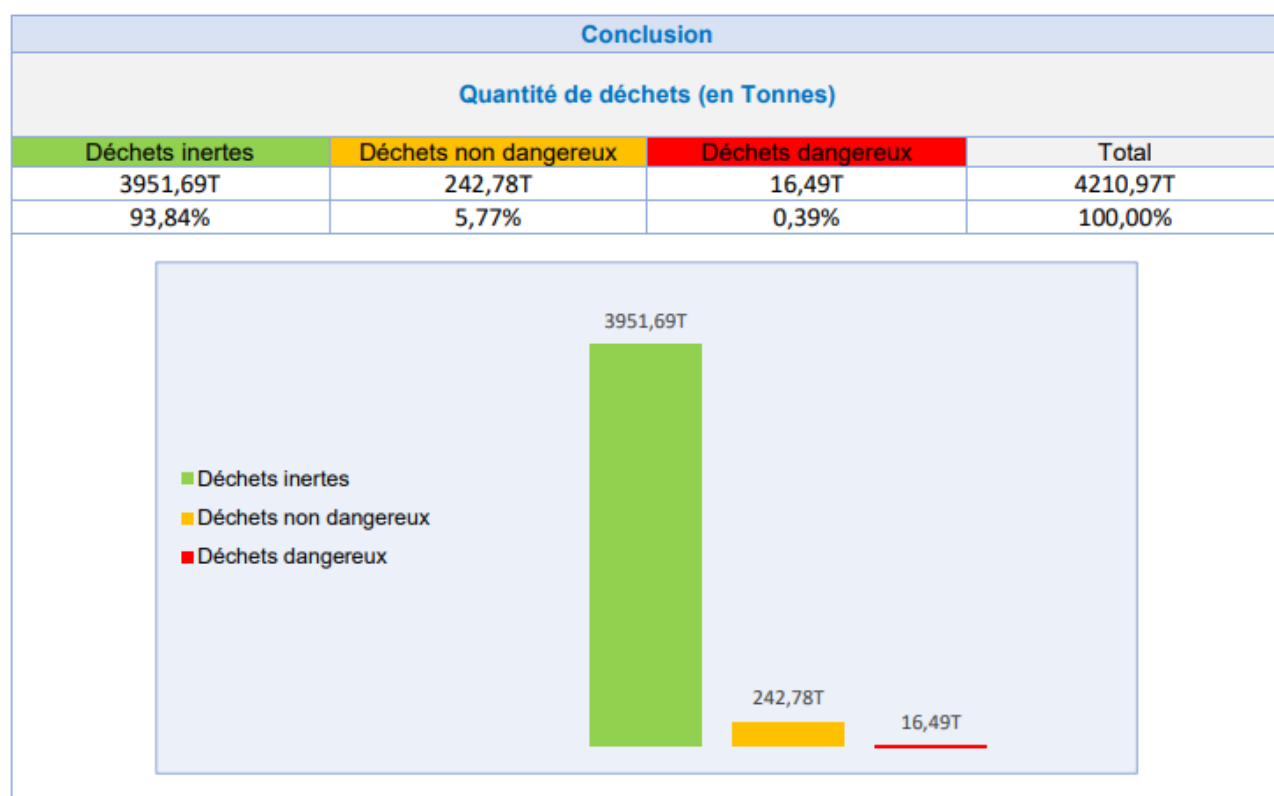 Conclusion
Quantité de déchets (en Tonnes)
Déchets inertes Déchets non dangereux Déchets dangereux Total
3951,69T 242,78T 16,49T 4210,97T
93,84% 5,77% 0,39% 100,00%
3951,69T
Déchets inertes
Déchets non dangereux
Déchets dangereux
242,78T
16,49T